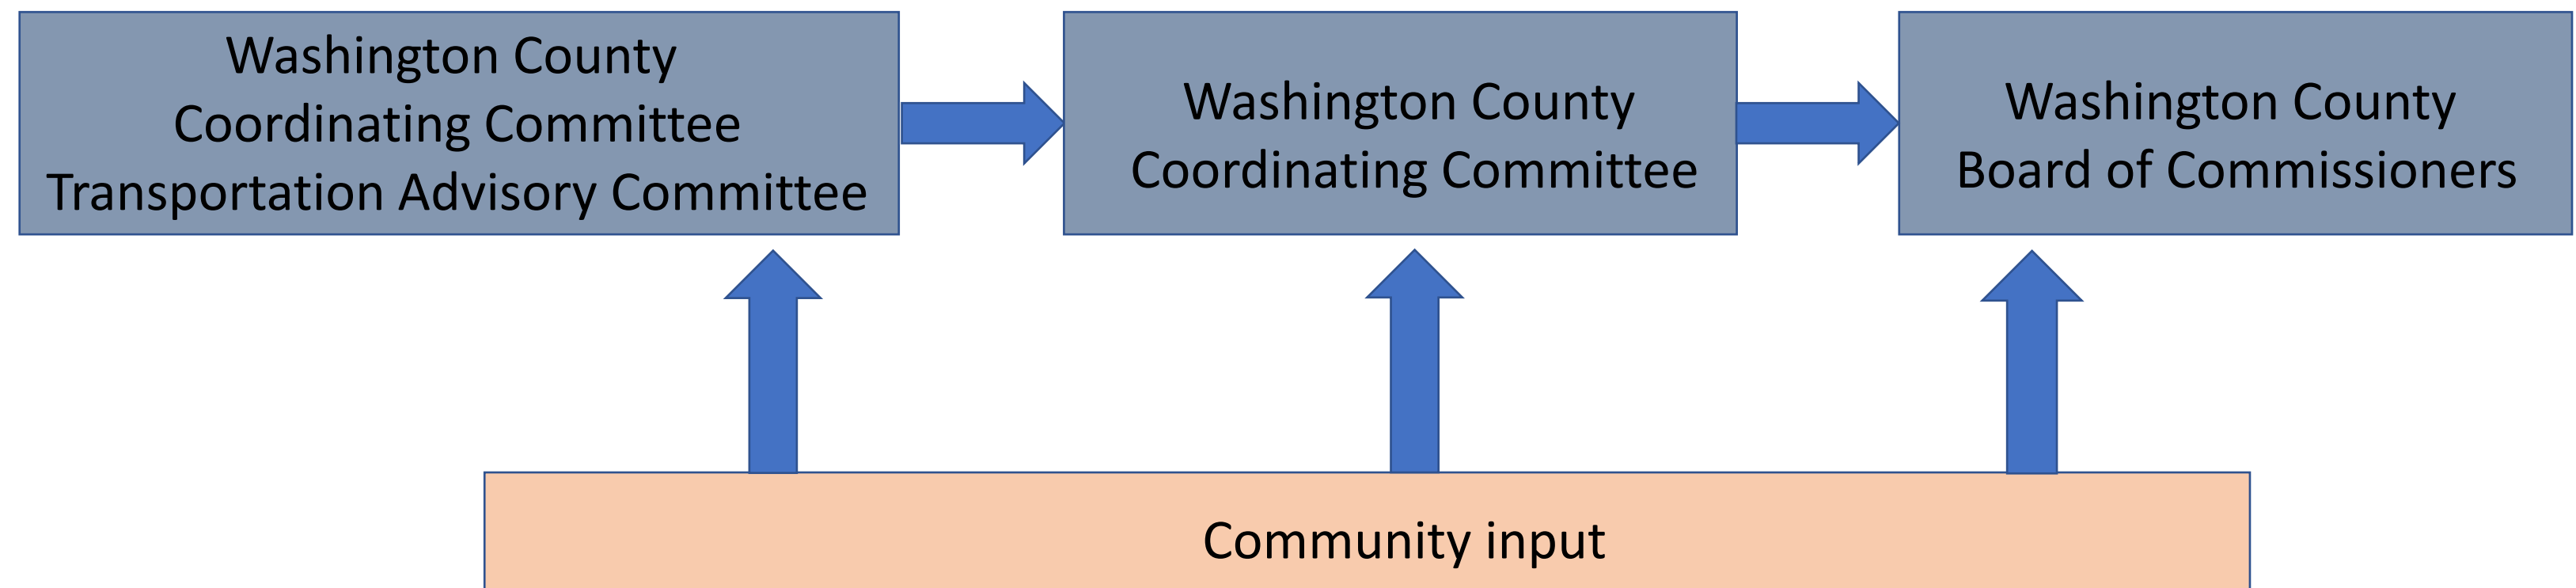 Washington County
Coordinating Committee
Transportation Advisory Committee
Washington County
Coordinating Committee
Washington County
Board of Commissioners
Community input